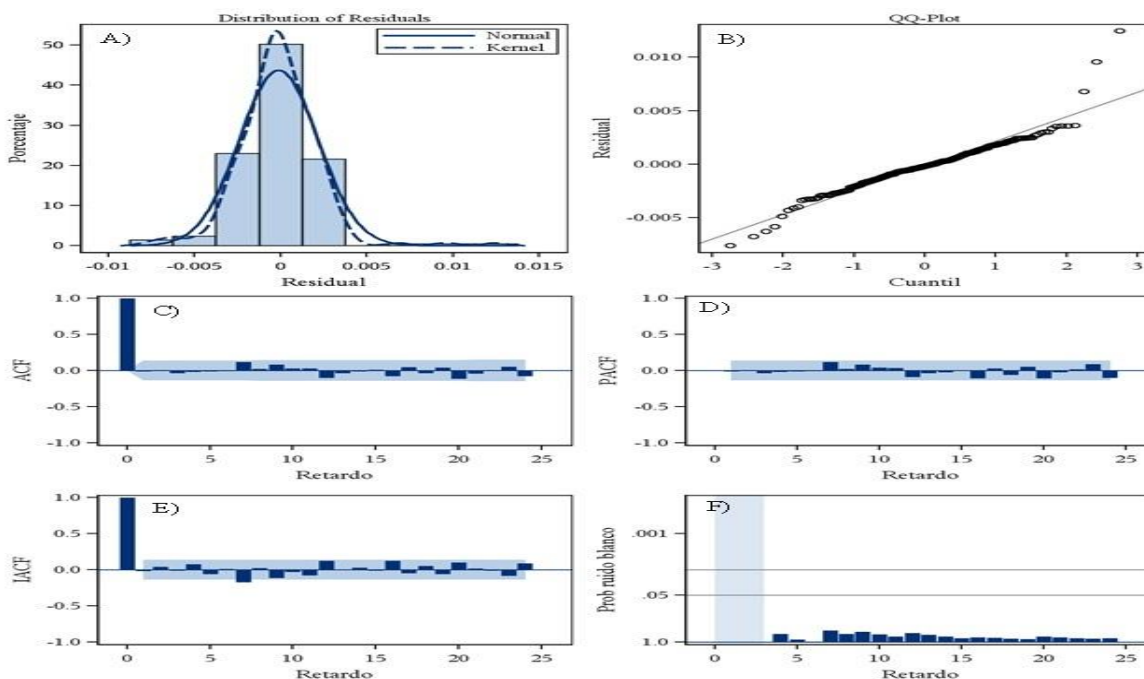 Distribution of Residuals
A)
Normal
Kernel
Porcentaje
50
40
30
20
10
0
-0.01
-0.005
0
0.005
0.01
0.015
Residual
QQ-Plot
B)
Residual
0.010
0.005
0.000
-0.005
-3
-2
-1
0
1
2
3
Cuantil
C)
ACF
1.0
0.5
0.0
-0.5
-1.0
0
5
10
15
20
25
Retardo
D)
PACF
1.0
0.5
0.0
-0.5
-1.0
0
5
10
15
20
25
Retardo
E)
IACF
1.0
0.5
0.0
-0.5
-1.0
0
5
10
15
20
25
Retardo
F)
Prob ruido blanco
.001
.05
1.0
0
5
10
15
20
25
Retardo